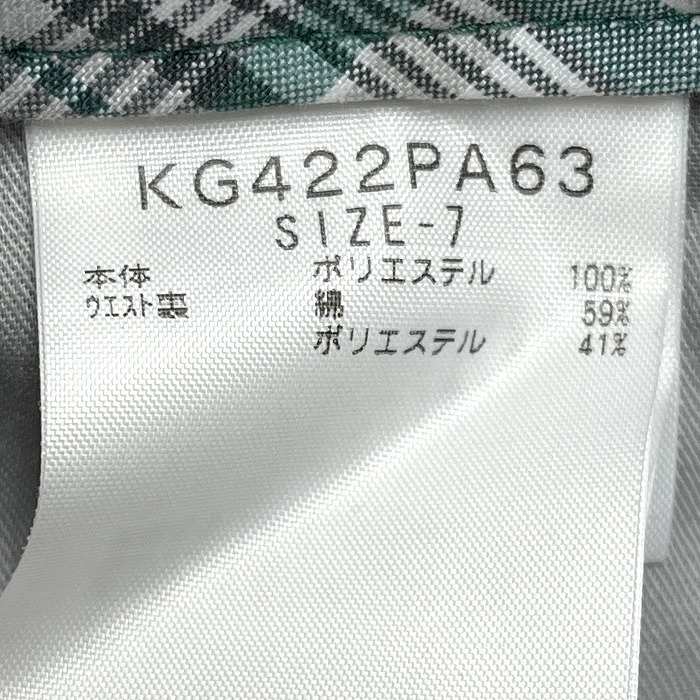 KG422PA63
SIZE-7
本体 ポリエステル 100%
ウエスト裏 綿 59%
ポリエステル 41%